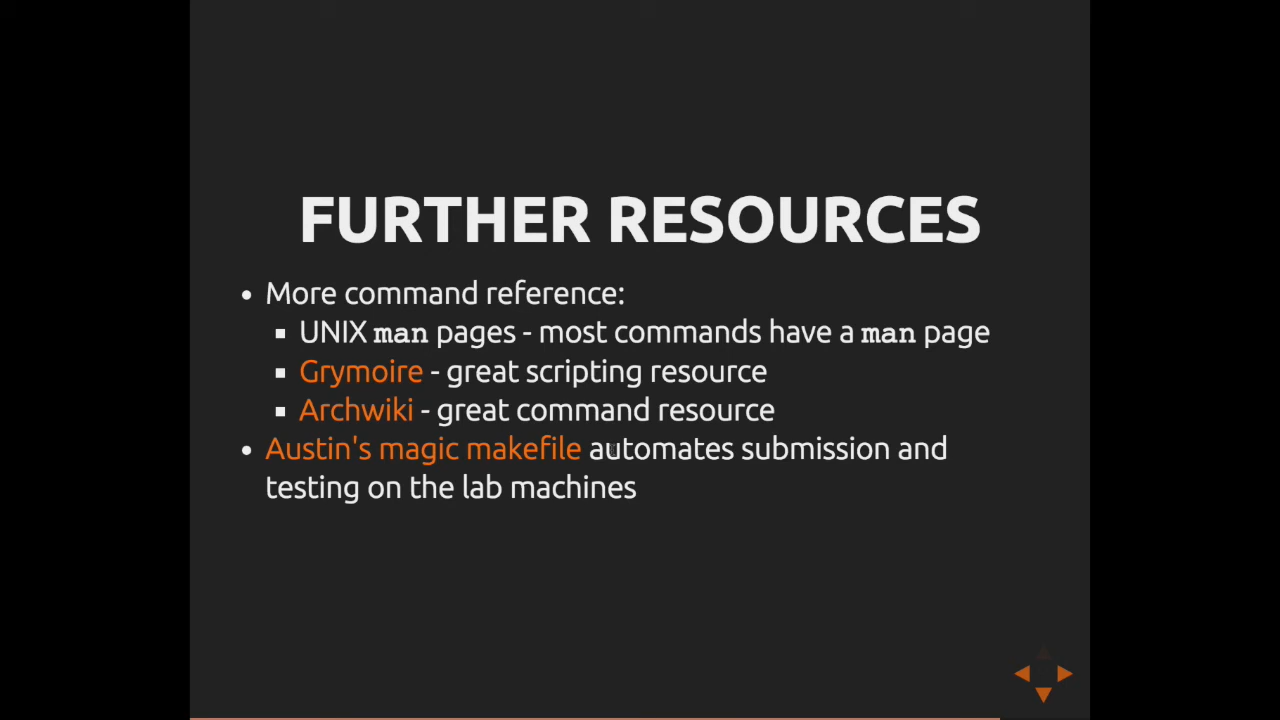 FURTHER RESOURCES
• More command reference:
▪ UNIX man pages - most commands have a man page
▪ Grymoire - great scripting resource
▪ Archwiki - great command resource
• Austin's magic makefile automates submission and
testing on the lab machines